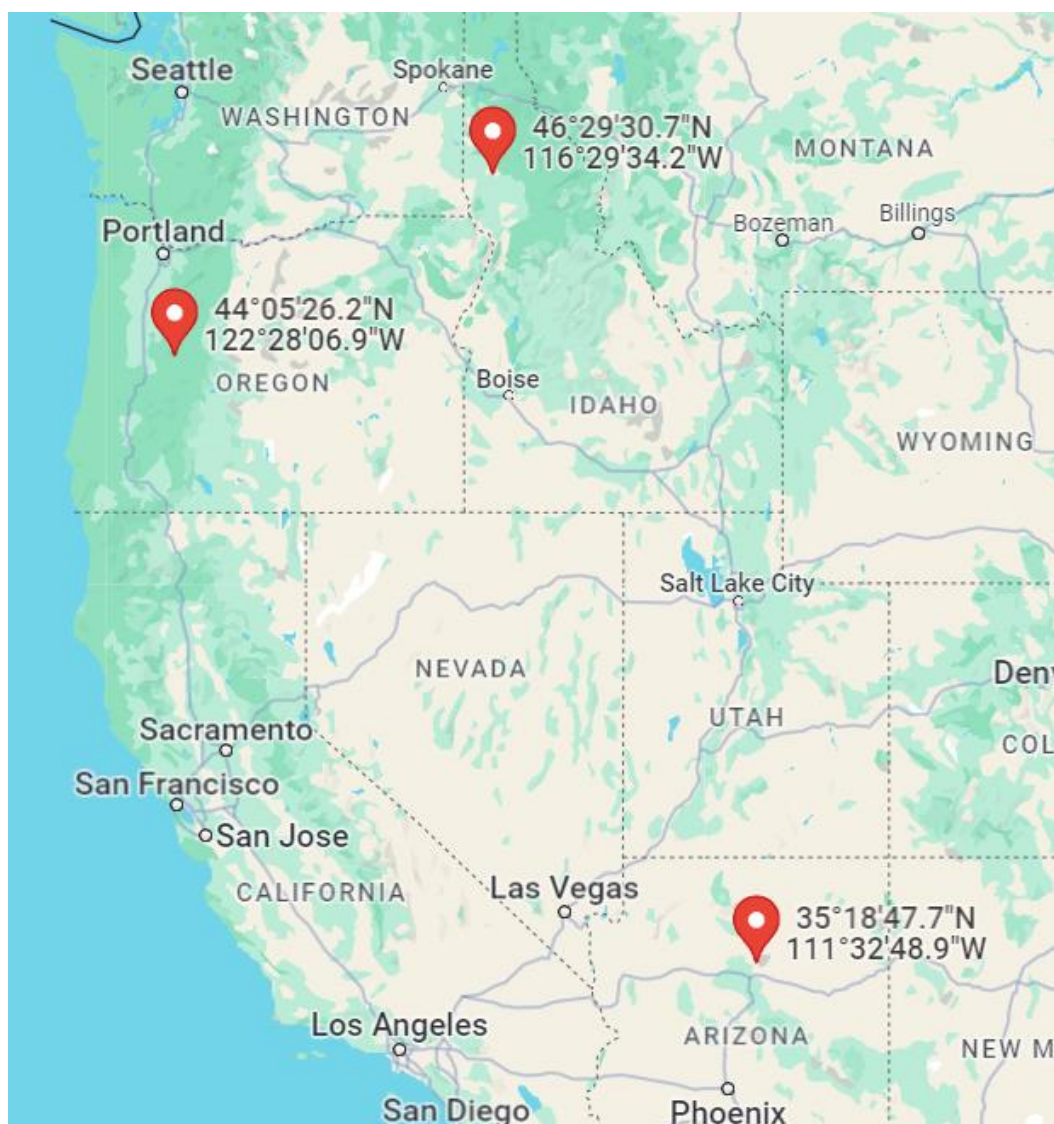 Spokane
Seattle
WASHINGTON
46°29'30.7"N
116°29'34.2"W
MONTANA
Portland
Bozeman
Billings
44°05'26.2"N
122°28'06.9"W
OREGON
Boise
IDAHO
WYOMING
Salt Lake City
NEVADA
Denv
UTAH
Sacramento
COL
San Francisco
San Jose
CALIFORNIA
Las Vegas
35°18'47.7"N
111°32'48.9"W
Los Angeles
ARIZONA
NEW M
San Diego
Phoenix